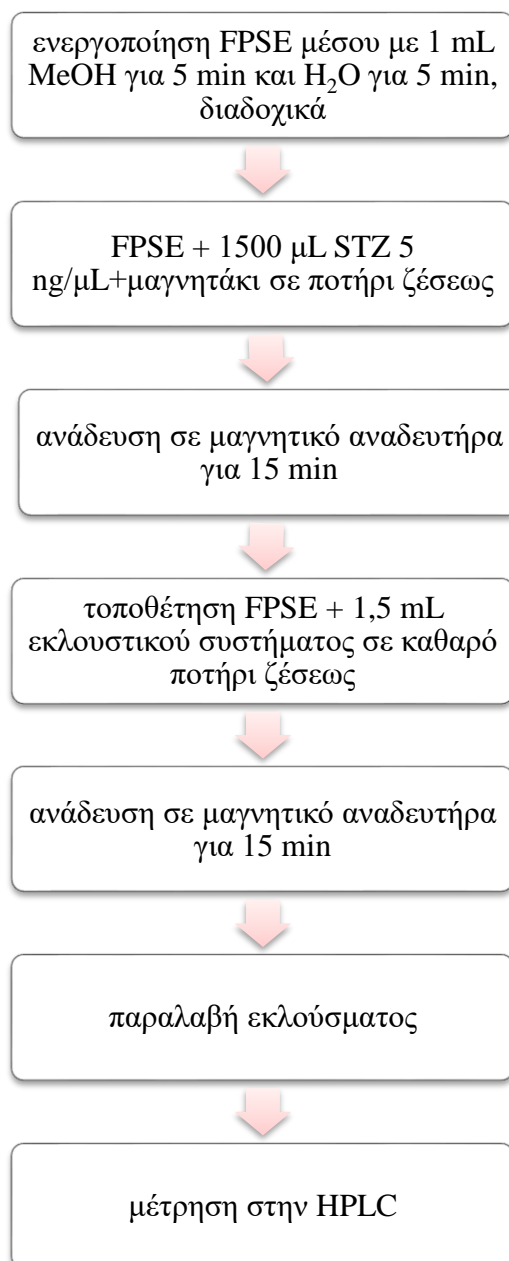 ενεργοποίηση FPSE μέσου με 1 mL
MeOH για 5 min και H₂O για 5 min,
διαδοχικά
FPSE + 1500 μL STZ 5
ng/μL+μαγνητάκι σε ποτήρι ζέσεως
ανάδευση σε μαγνητικό αναδευτήρα
για 15 min
τοποθέτηση FPSE + 1,5 mL
εκλουστικού συστήματος σε καθαρό
ποτήρι ζέσεως
ανάδευση σε μαγνητικό αναδευτήρα
για 15 min
παραλαβή εκλούσματος
μέτρηση στην HPLC